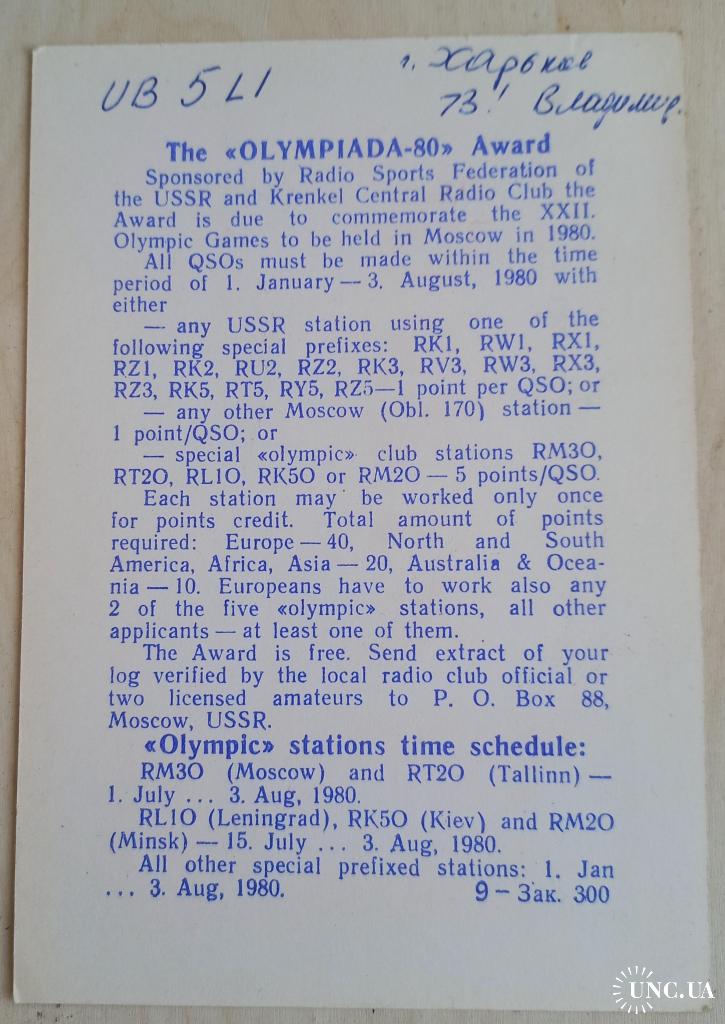 UB 5 LI
г. Харьков
73! Владимир.
The «OLYMPIADA-80» Award
Sponsored by Radio Sports Federation of
the USSR and Krenkel Central Radio Club the
Award is due to commemorate the XXII.
Olympic Games to be held in Moscow in 1980.
All QSOs must be made within the time
period of 1. January — 3. August, 1980 with
either
— any USSR station using one of the
following special prefixes: RK1, RW1, RX1,
RZ1, RK2, RU2, RZ2, RK3, RV3, RW3, RX3,
RZ3, RK5, RT5, RY5, RZ5—1 point per QSO; or
— any other Moscow (Obl. 170) station —
1 point/QSO; or
— special «olympic» club stations RM3O,
RT2O, RL1O, RK5O or RM2O — 5 points/QSO.
Each station may be worked only once
for points credit. Total amount of points
required: Europe — 40, North and South
America, Africa, Asia — 20, Australia & Ocea-
nia — 10. Europeans have to work also any
2 of the five «olympic» stations, all other
applicants — at least one of them.
The Award is free. Send extract of your
log verified by the local radio club official or
two licensed amateurs to P. O. Box 88,
Moscow, USSR.
«Olympic» stations time schedule:
RM3O (Moscow) and RT2O (Tallinn) —
1. July ... 3. Aug, 1980.
RL1O (Leningrad), RK5O (Kiev) and RM2O
(Minsk) — 15. July ... 3. Aug, 1980.
All other special prefixed stations: 1. Jan
... 3. Aug, 1980.
9 — Зак. 300
UNC.UA